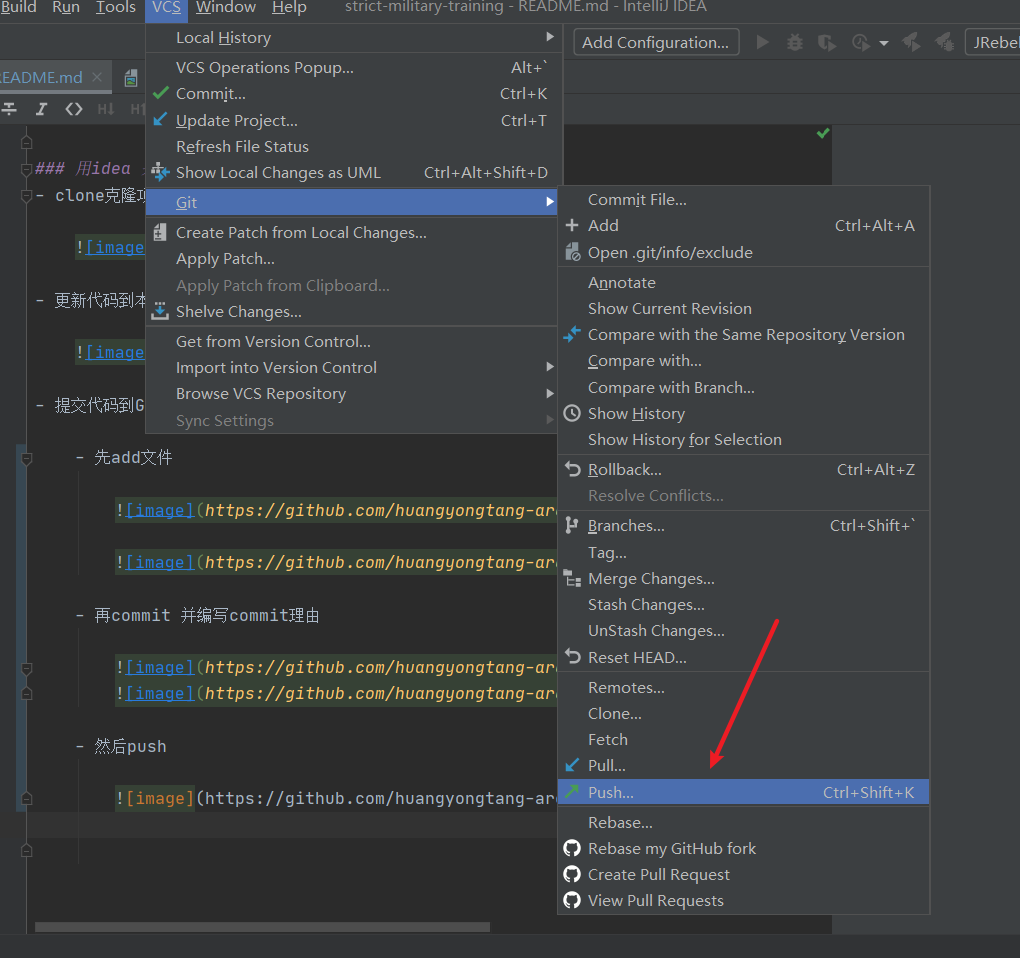 Build Run Tools VCS Window Help strict-military-training - README.md - IntelliJ IDEA
Add Configuration... JRebel
README.md
Local History
VCS Operations Popup... Alt+`
Commit... Ctrl+K
Update Project... Ctrl+T
Refresh File Status
Show Local Changes as UML Ctrl+Alt+Shift+D
Git
Create Patch from Local Changes...
Apply Patch...
Apply Patch from Clipboard...
Shelve Changes...
Get from Version Control...
Import into Version Control
Browse VCS Repository
Sync Settings
Commit File...
Add Ctrl+Alt+A
Open .git/info/exclude
Annotate
Show Current Revision
Compare with the Same Repository Version
Compare with...
Compare with Branch...
Show History
Show History for Selection
Rollback... Ctrl+Alt+Z
Resolve Conflicts...
Branches... Ctrl+Shift+`
Tag...
Merge Changes...
Stash Changes...
UnStash Changes...
Reset HEAD...
Remotes...
Clone...
Fetch
Pull...
Push... Ctrl+Shift+K
Rebase...
Rebase my GitHub fork
Create Pull Request
View Pull Requests
### 用idea
- clone克隆项
![image
- 更新代码到本
![image
- 提交代码到G
- 先add文件
![image](https://github.com/huangyongtang-ar
![image](https://github.com/huangyongtang-ar
- 再commit 并编写commit理由
![image](https://github.com/huangyongtang-ar
![image](https://github.com/huangyongtang-ar
- 然后push
![image](https://github.com/huangyongtang-ar